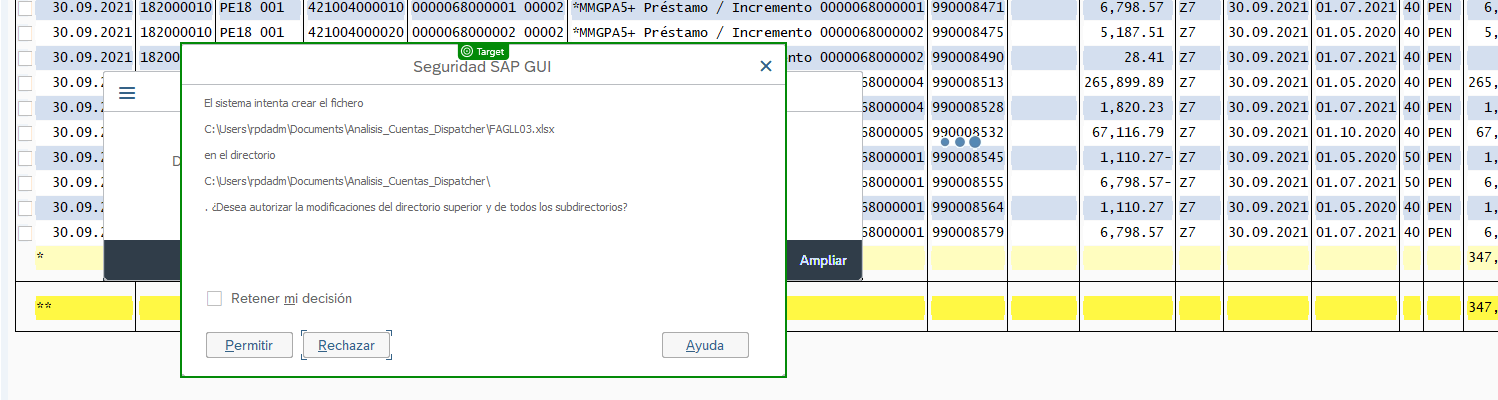 30.09.2021 182000010 PE18 001 421004000010 0000068000001 00002 *MMGPA5+ Préstamo / Incremento 0000068000001 990008471 6,798.57 Z7 30.09.2021 01.07.2021 40 PEN 6,
30.09.2021 182000010 PE18 001 421004000020 0000068000002 00002 *MMGPA5+ Préstamo / Incremento 0000068000002 990008475 5,187.51 Z7 30.09.2021 01.05.2021 40 PEN 5,
30.09.2021 18200 mento 0000068000002 990008490 28.41 Z7 30.09.2021 01.07.2021 40 PEN
30.09.2 68000004 990008513 265,899.89 Z7 30.09.2021 01.07.2021 40 PEN 265,
30.09.2 68000004 990008528 1,820.23 Z7 30.09.2021 01.07.2021 40 PEN 1,
30.09.2 68000005 990008532 67,116.79 Z7 30.09.2021 01.10.2020 40 PEN 67,
30.09.2 68000001 990008545 1,110.27- Z7 30.09.2021 01.05.2020 50 PEN 1,
30.09.2 68000001 990008555 6,798.57- Z7 30.09.2021 01.07.2021 50 PEN 6,
30.09.2 68000001 990008564 1,110.27 Z7 30.09.2021 01.05.2020 40 PEN 1,
30.09.2 68000001 990008579 6,798.57 Z7 30.09.2021 01.07.2021 40 PEN 6,
* 347,
** 347,
Target
Seguridad SAP GUI
El sistema intenta crear el fichero
C:\Users\rpdadm\Documents\Analisis_Cuentas_Dispatcher\FAGLL03.xlsx
en el directorio
C:\Users\rpdadm\Documents\Analisis_Cuentas_Dispatcher\
. ¿Desea autorizar la modificaciones del directorio superior y de todos los subdirectorios?
Retener mi decisión
Permitir Rechazar Ayuda
D
Ampliar